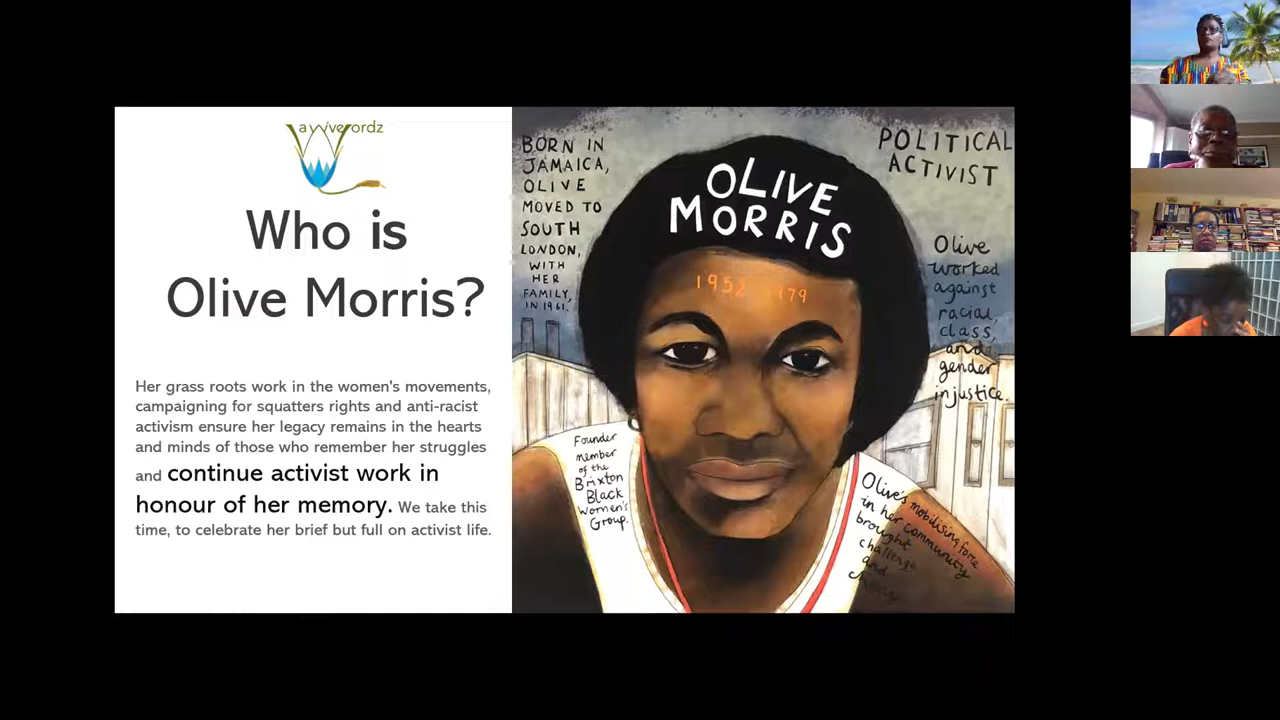 a wive ordz
Who is
Olive Morris?
Her grass roots work in the women's movements,
campaigning for squatters rights and anti-racist
activism ensure her legacy remains in the hearts
and minds of those who remember her struggles
and continue activist work in
honour of her memory. We take this
time, to celebrate her brief but full on activist life.
BORN IN
JAMAICA,
OLIVE
MOVED TO
SOUTH
LONDON,
WITH
HER
FAMILY,
IN 1961.
OLIVE
MORRIS
1952 1979
POLITICAL
ACTIVIST
Olive
worked
against
racial,
class,
and
gender
injustice.
Founder
member
of the
Brixton
Black
Women's
Group.
Olive's mobilising force
in her community
brought
challenge
and